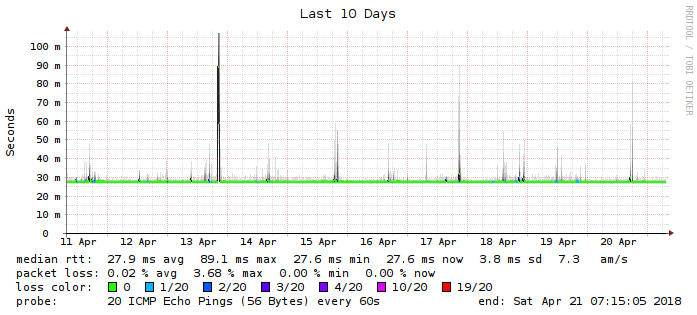 Last 10 Days
RRDTOOL / TOBI OETIKER
Seconds
100 m
90 m
80 m
70 m
60 m
50 m
40 m
30 m
20 m
10 m
0
11 Apr 12 Apr 13 Apr 14 Apr 15 Apr 16 Apr 17 Apr 18 Apr 19 Apr 20 Apr
median rtt: 27.9 ms avg 89.1 ms max 27.6 ms min 27.6 ms now 3.8 ms sd 7.3 am/s
packet loss: 0.02 % avg 3.68 % max 0.00 % min 0.00 % now
loss color: 0 1/20 2/20 3/20 4/20 10/20 19/20
probe: 20 ICMP Echo Pings (56 Bytes) every 60s end: Sat Apr 21 07:15:05 2018